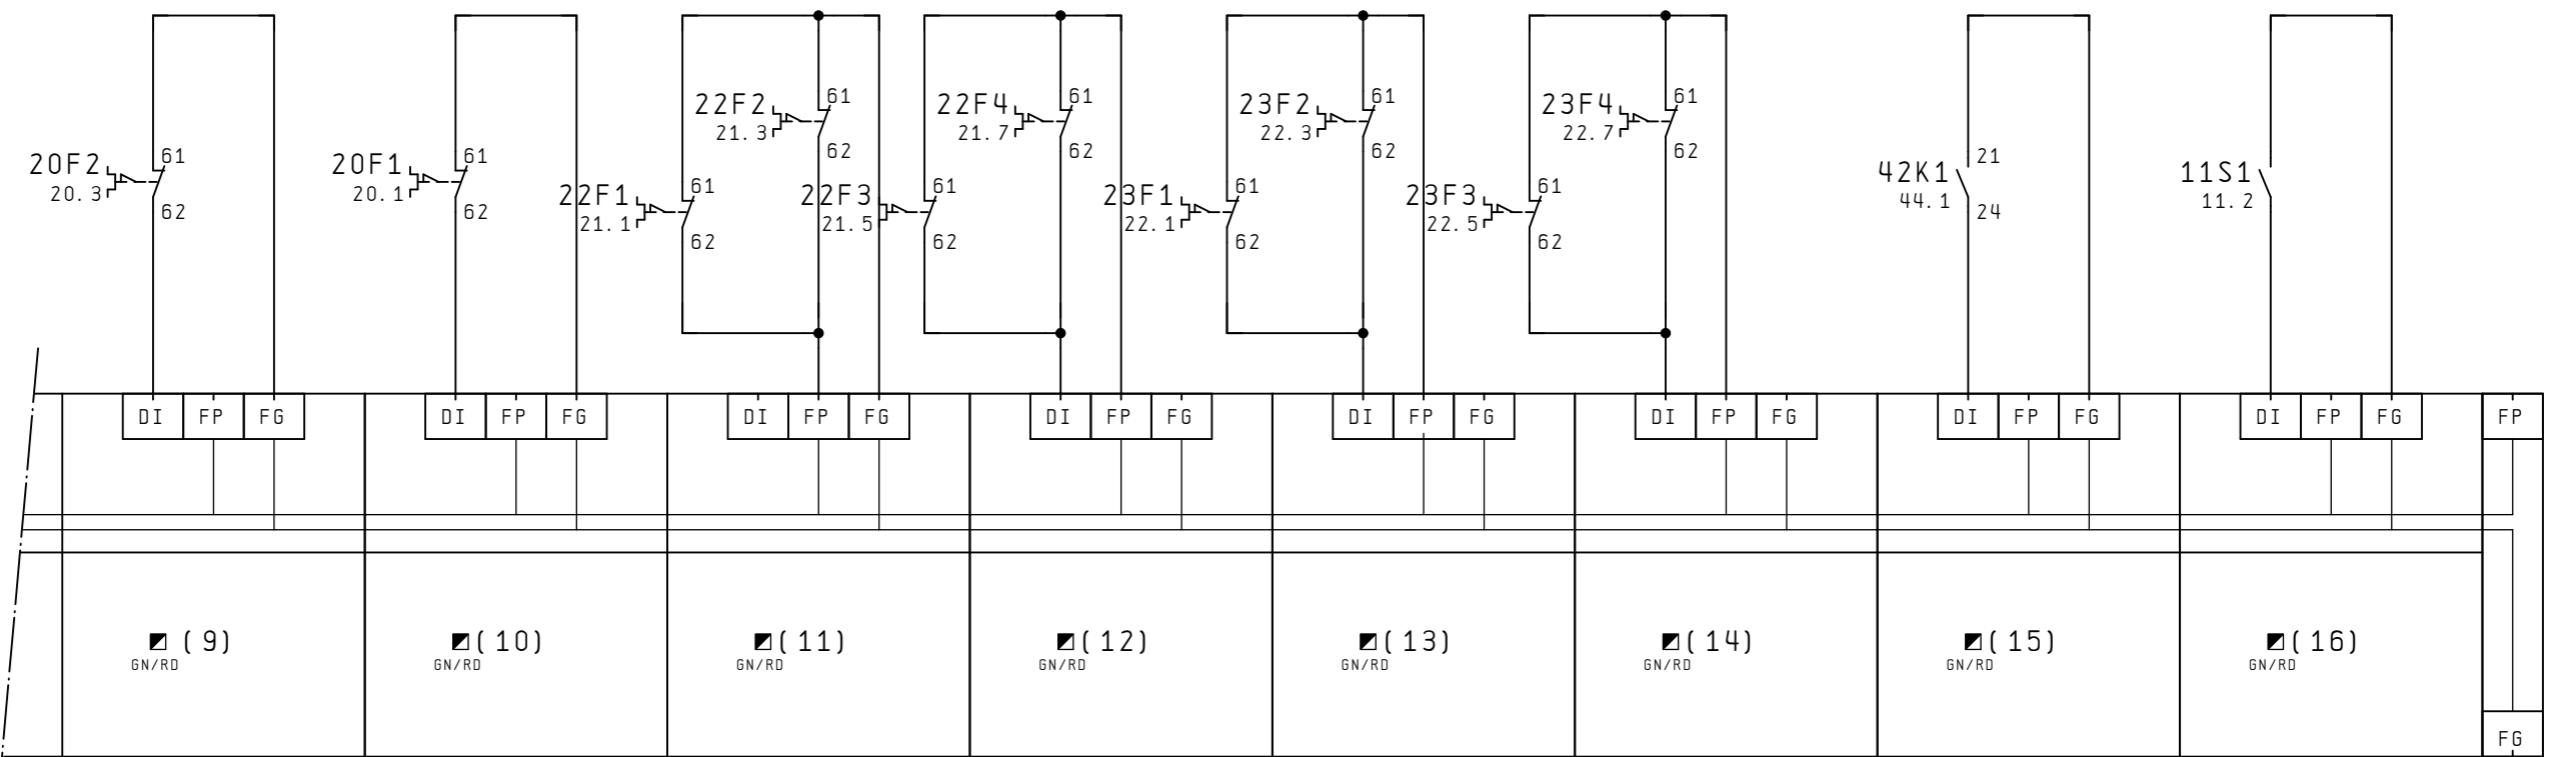 61 61 61 61
22F2 22F4 23F2 23F4
21.3 21.7 22.3 22.7
62 62 62 62
61 61 21
20F2 20F1 42K1 11S1
20.3 20.1 44.1 11.2
61 61 61 61
22F1 22F3 23F1 23F3
62 62 24
21.1 21.5 22.1 22.5
62 62 62 62
DI FP FG DI FP FG DI FP FG DI FP FG DI FP FG DI FP FG DI FP FG DI FP FG FP
(9) (10) (11) (12) (13) (14) (15) (16)
GN/RD GN/RD GN/RD GN/RD GN/RD GN/RD GN/RD GN/RD
FG